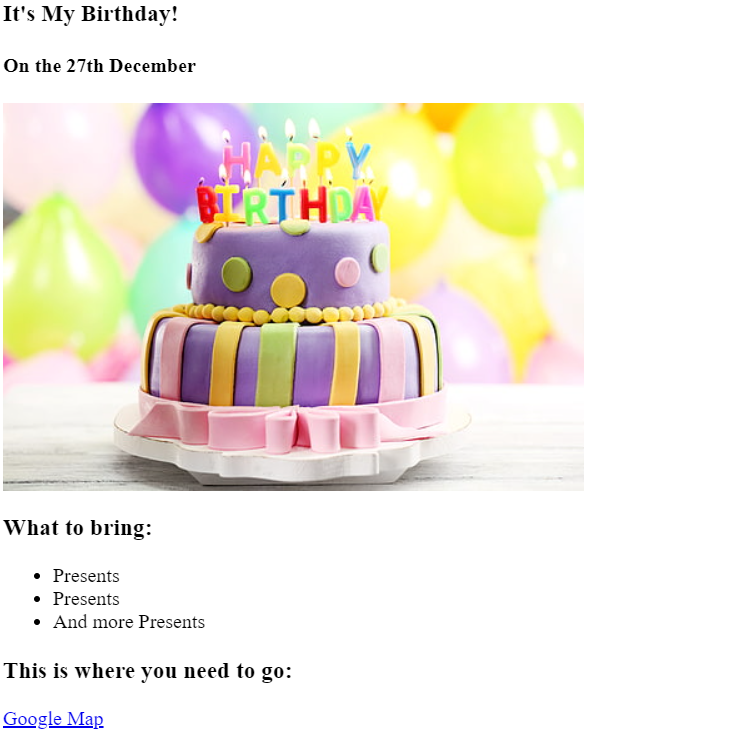 It's My Birthday!
On the 27th December
HAPPY
BIRTHDAY
What to bring:
Presents
Presents
And more Presents
This is where you need to go:
Google Map